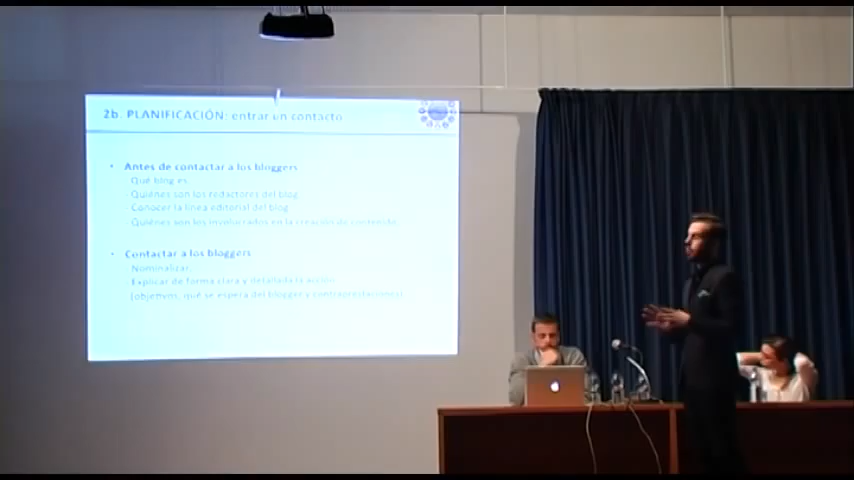 2b. PLANIFICACIÓN: entrar un contacto
Antes de contactar a los bloggers
Qué blog es.
- Quiénes son los redactores del blog
- Conocer la línea editorial del blog
- Quiénes son los involucrados en la creación de contenido
Contactar a los bloggers
Nominalizar.
Explicar de forma clara y detallada la acción
(objetivos, qué se espera del blogger y contraprestaciones)